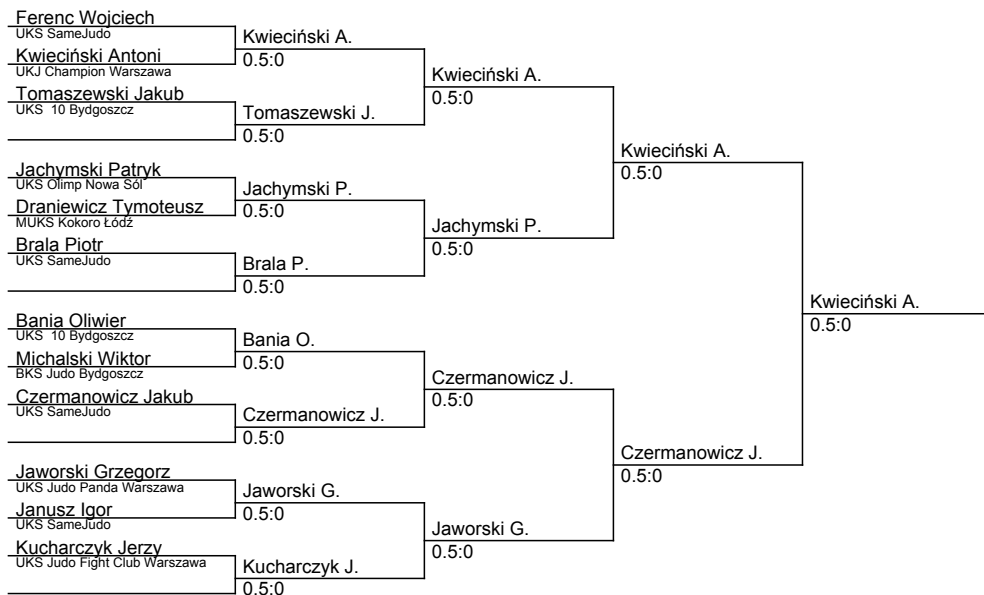 Ferenc Wojciech
UKS SameJudo
Kwieciński Antoni
UKJ Champion Warszawa
Tomaszewski Jakub
UKS 10 Bydgoszcz
Jachymski Patryk
UKS Olimp Nowa Sól
Draniewicz Tymoteusz
MUKS Kokoro Łódź
Brala Piotr
UKS SameJudo
Bania Oliwier
UKS 10 Bydgoszcz
Michalski Wiktor
BKS Judo Bydgoszcz
Czermanowicz Jakub
UKS SameJudo
Jaworski Grzegorz
UKS Judo Panda Warszawa
Janusz Igor
UKS SameJudo
Kucharczyk Jerzy
UKS Judo Fight Club Warszawa
Kwieciński A.
0.5:0
Tomaszewski J.
0.5:0
Jachymski P.
0.5:0
Brala P.
0.5:0
Bania O.
0.5:0
Czermanowicz J.
0.5:0
Jaworski G.
0.5:0
Kucharczyk J.
0.5:0
Kwieciński A.
0.5:0
Jachymski P.
0.5:0
Czermanowicz J.
0.5:0
Jaworski G.
0.5:0
Kwieciński A.
0.5:0
Czermanowicz J.
0.5:0
Kwieciński A.
0.5:0